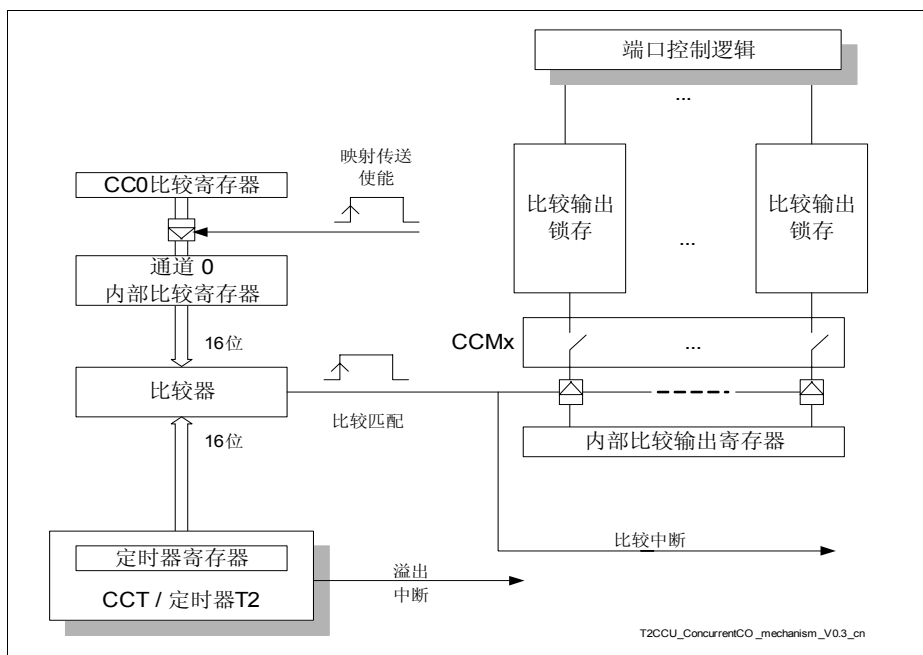 端口控制逻辑
...
映射传送
使能
CC0比较寄存器
比较输出
锁存
...
比较输出
锁存
通道 0
内部比较寄存器
16位
CCMx
...
比较器
比较匹配
16位
内部比较输出寄存器
比较中断
定时器寄存器
CCT / 定时器T2
溢出
中断
T2CCU_ConcurrentCO _mechanism_V0.3_cn